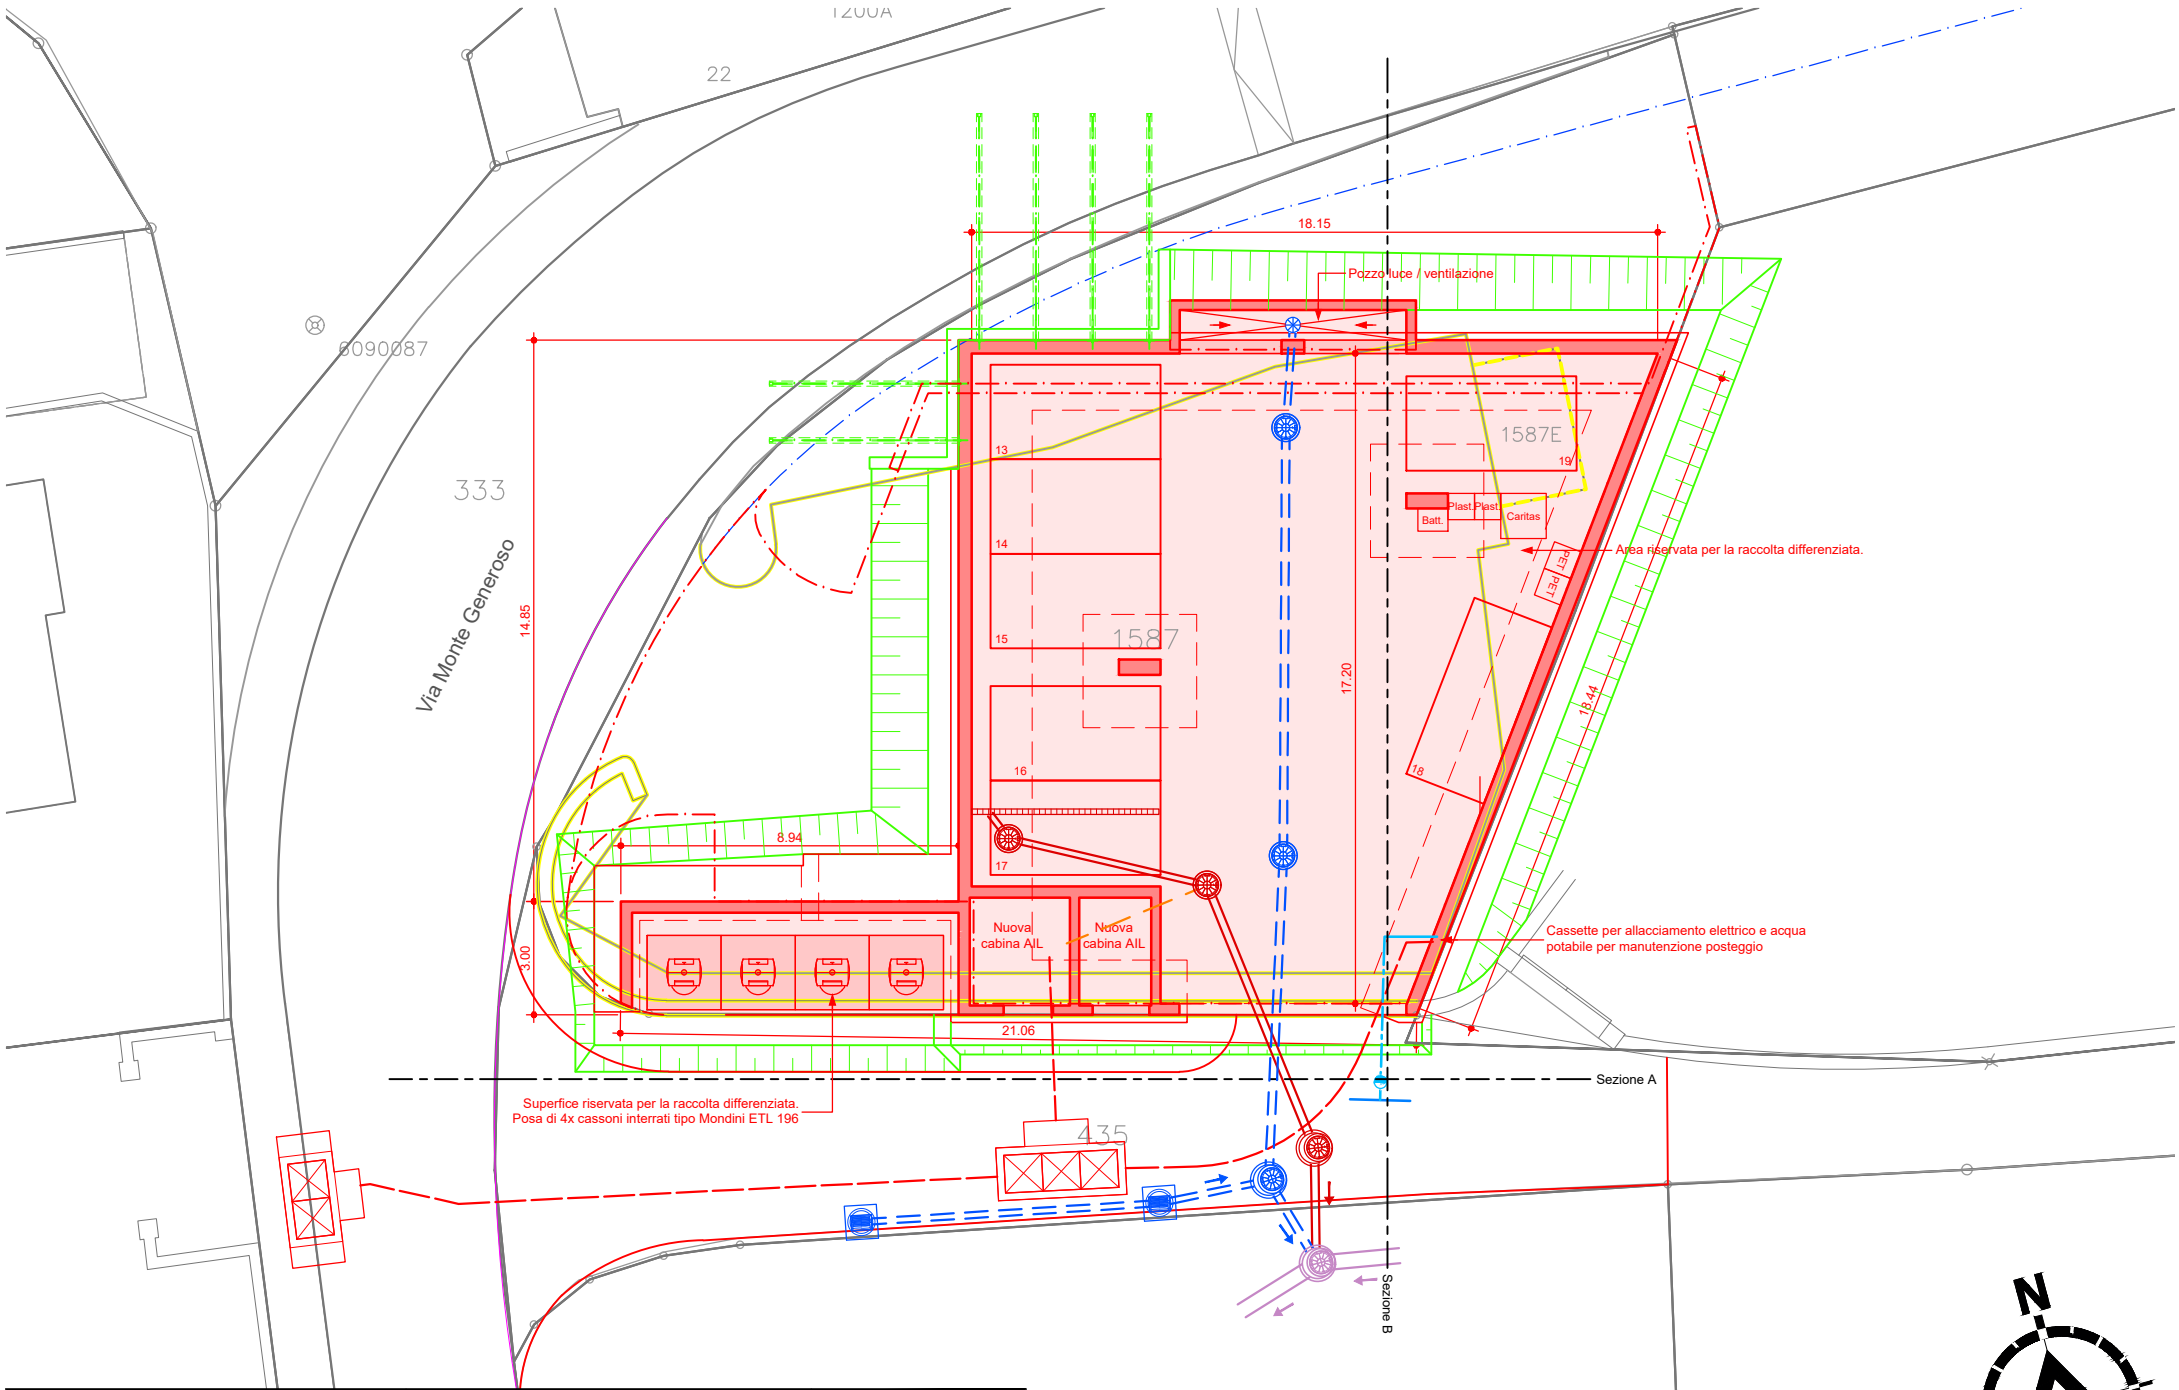 1200A
22
18.15
Pozzo luce / ventilazione
6090087
13
1587E
19
333
Plast.
Plast.
Batt.
Caritas
14
Area riservata per la raccolta differenziata.
PET
PET
Via Monte Generoso
14.85
15
1587
17.20
18.44
16
18
8.94
17
Nuova
cabina AIL
Nuova
cabina AIL
Cassette per allacciamento elettrico e acqua
potabile per manutenzione posteggio
3.00
21.06
Sezione A
Superfice riservata per la raccolta differenziata.
Posa di 4x cassoni interrati tipo Mondini ETL 196
435
Sezione B
N